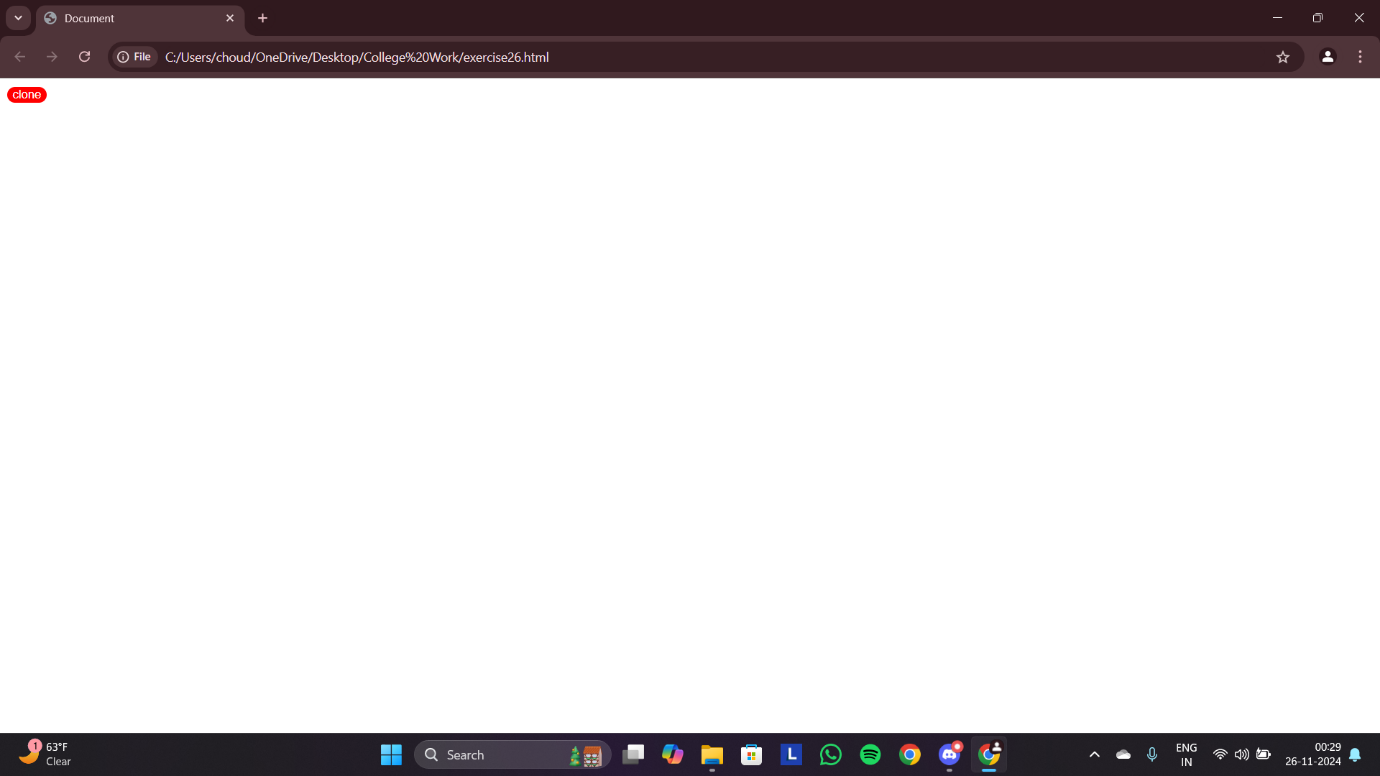 Document
File
C:/Users/choud/OneDrive/Desktop/College%20Work/exercise26.html
clone
1
63°F
Clear
Search
L
ENG
IN
00:29
26-11-2024